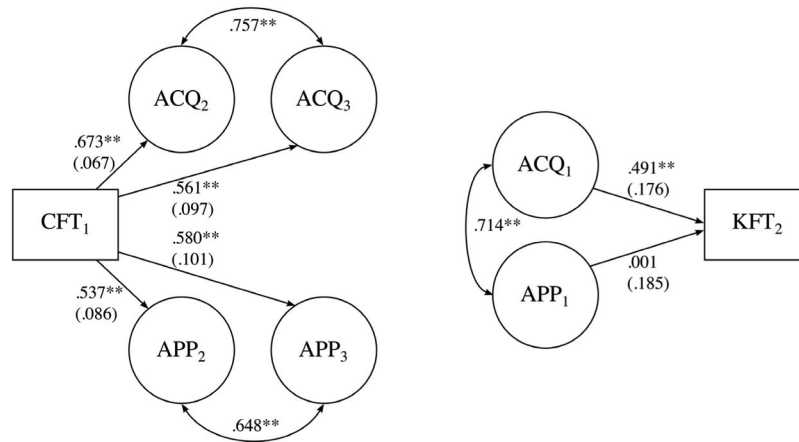 .757**
ACQ₂
ACQ₃
.673**
(.067)
.561**
(.097)
CFT₁
.580**
(.101)
.537**
(.086)
APP₂
APP₃
.648**
ACQ₁
.491**
(.176)
.714**
KFT₂
.001
(.185)
APP₁